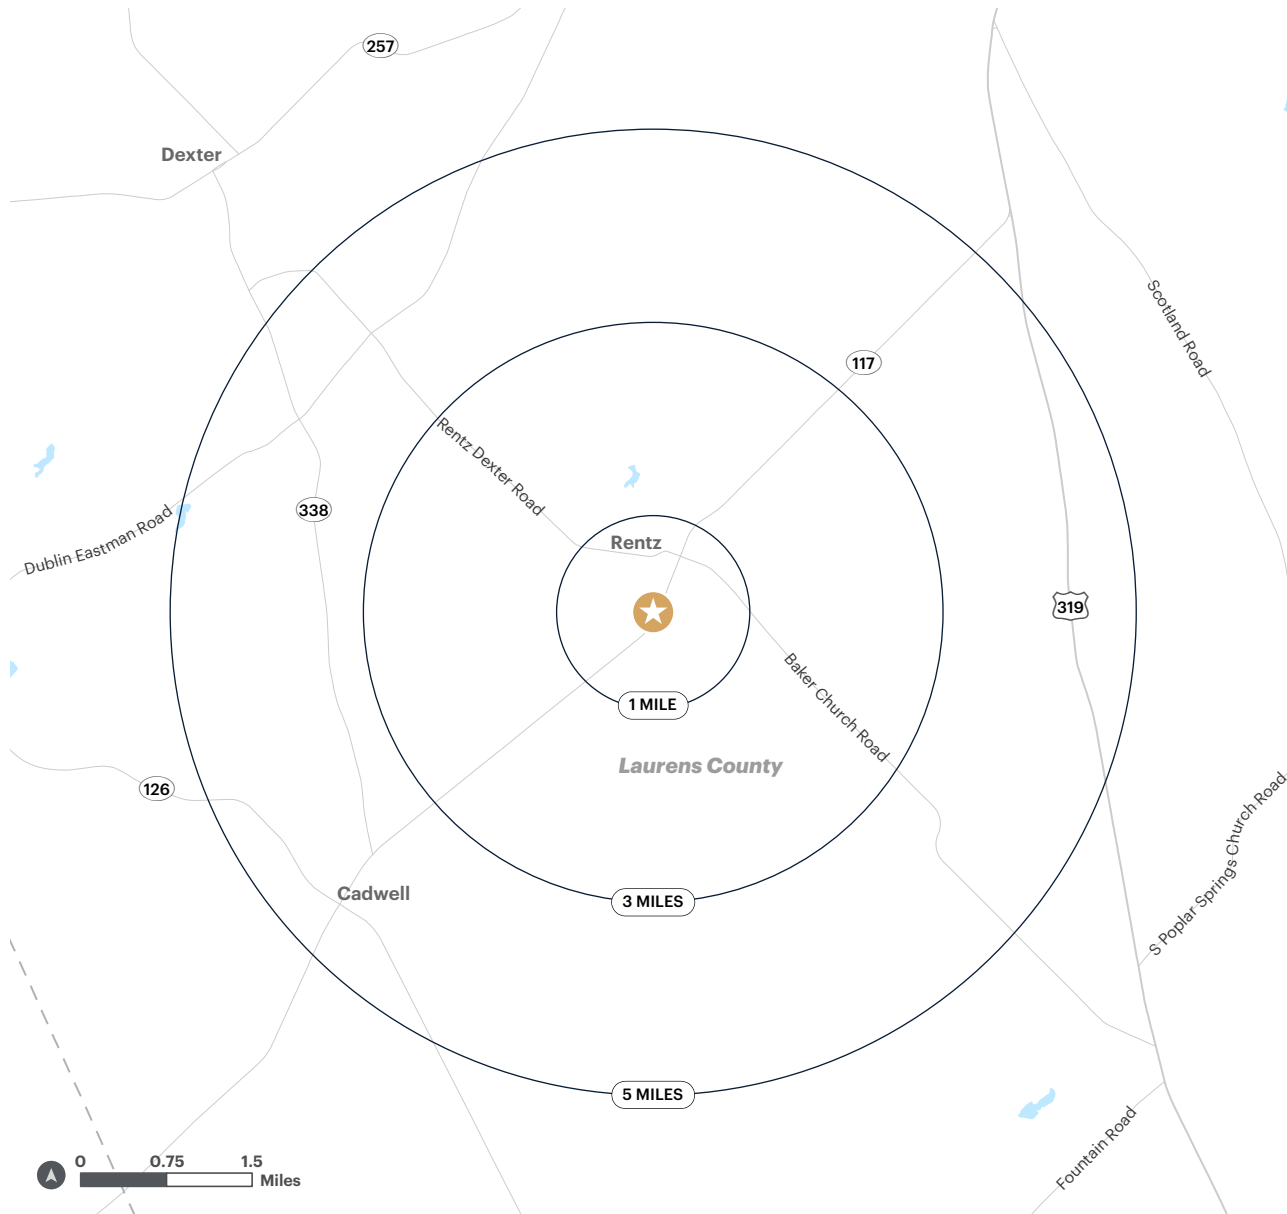 257
Dexter
Scotland Road
117
Rentz Dexter Road
338
Dublin Eastman Road
Rentz
319
Baker Church Road
1 MILE
Laurens County
126
S Poplar Springs Church Road
Cadwell
3 MILES
5 MILES
Fountain Road
0 0.75 1.5
Miles